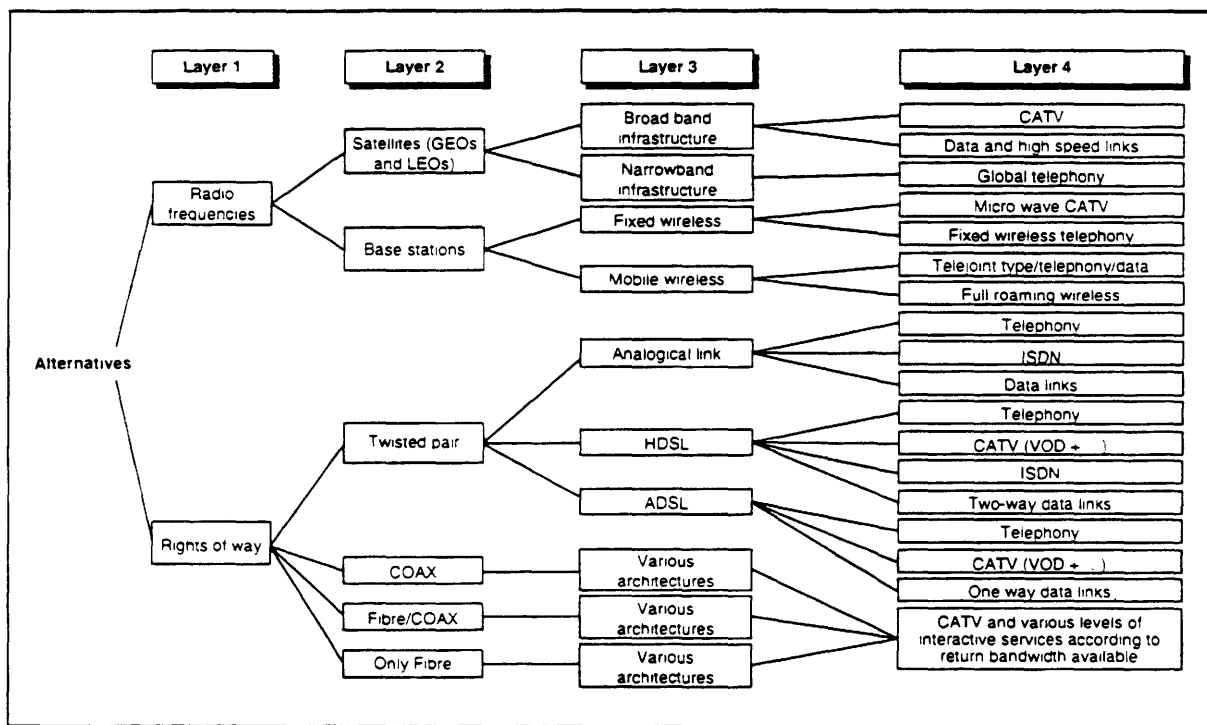 Layer 1
Layer 2
Layer 3
Layer 4
Alternatives
Radio
frequencies
Rights of way
Satellites (GEOs
and LEOs)
Base stations
Twisted pair
COAX
Fibre/COAX
Only Fibre
Broad band
infrastructure
Narrowband
infrastructure
Fixed wireless
Mobile wireless
Analogical link
HDSL
ADSL
Various
architectures
Various
architectures
Various
architectures
CATV
Data and high speed links
Global telephony
Micro wave CATV
Fixed wireless telephony
Telejoint type/telephony/data
Full roaming wireless
Telephony
ISDN
Data links
Telephony
CATV (VOD + ...)
ISDN
Two-way data links
Telephony
CATV (VOD + ...)
One way data links
CATV and various levels of
interactive services according to
return bandwidth available